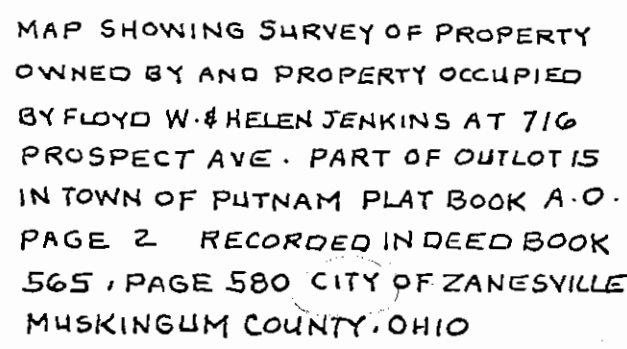 MAP SHOWING SURVEY OF PROPERTY
OWNED BY AND PROPERTY OCCUPIED
BY FLOYD W. & HELEN JENKINS AT 716
PROSPECT AVE. PART OF OUTLOT 15
IN TOWN OF PUTNAM PLAT BOOK A.O.
PAGE 2 RECORDED IN DEED BOOK
565, PAGE 580 CITY OF ZANESVILLE
MUSKINGUM COUNTY, OHIO